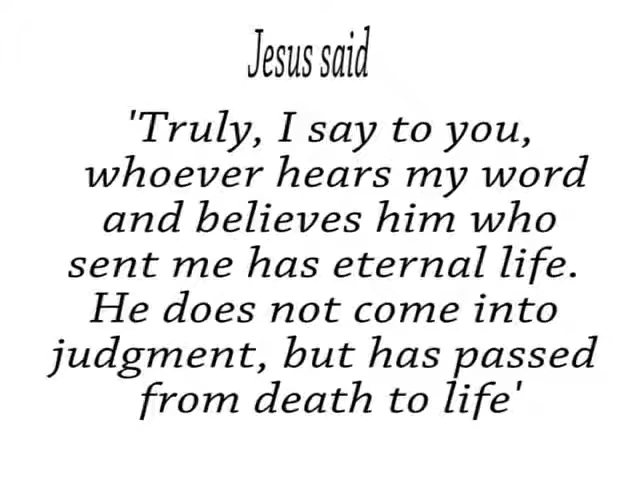 Jesus said
'Truly, I say to you,
whoever hears my word
and believes him who
sent me has eternal life.
He does not come into
judgment, but has passed
from death to life'